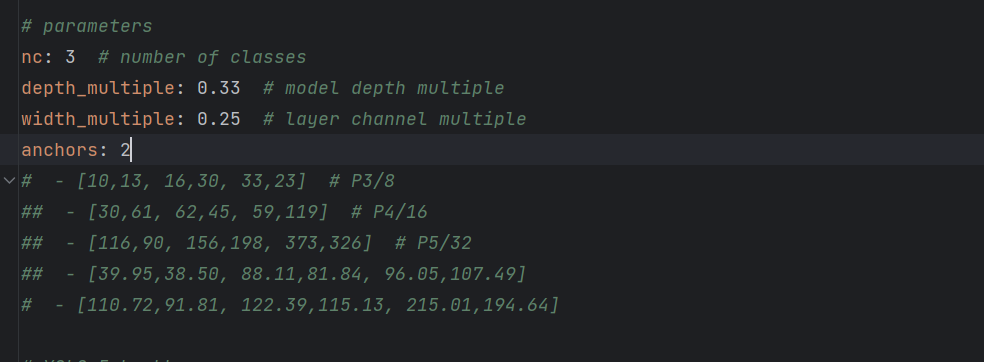 # parameters
nc: 3  # number of classes
depth_multiple: 0.33  # model depth multiple
width_multiple: 0.25  # layer channel multiple
anchors: 2
#  - [10,13, 16,30, 33,23]  # P3/8
##  - [30,61, 62,45, 59,119]  # P4/16
##  - [116,90, 156,198, 373,326]  # P5/32
##  - [39.95,38.50, 88.11,81.84, 96.05,107.49]
#  - [110.72,91.81, 122.39,115.13, 215.01,194.64]